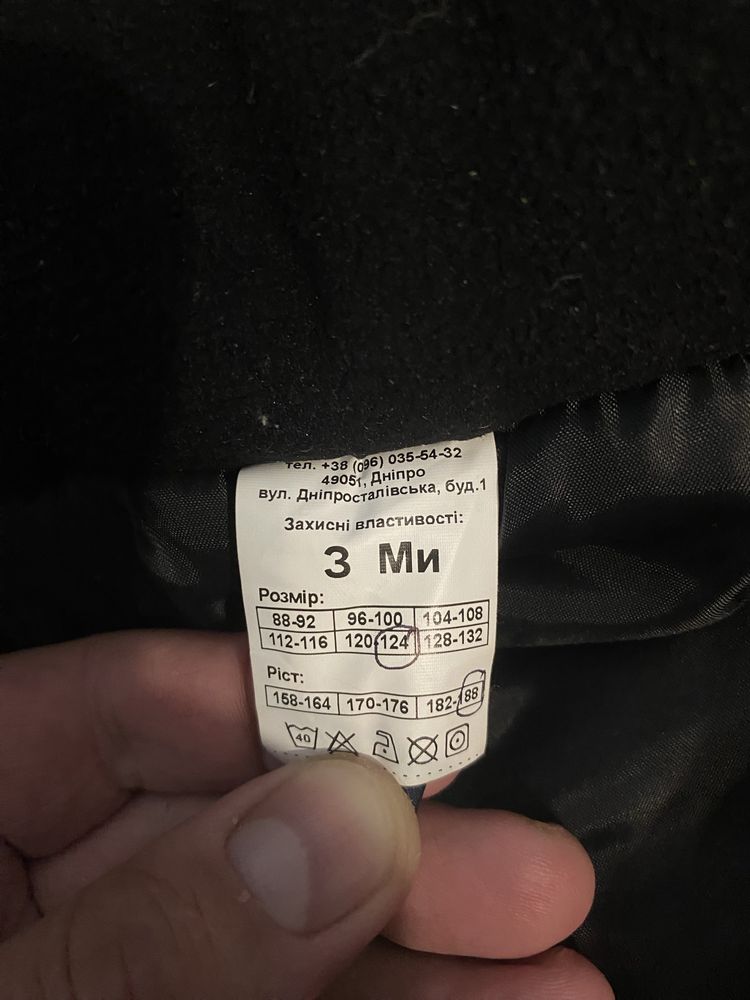 тел. +38 (096) 035-54-32
49051, Дніпро
вул. Дніпросталівська, буд.1
Захисні властивості:
З Ми
Розмір:
88-92 96-100 104-108
112-116 120-124 128-132
Ріст:
158-164 170-176 182-188
40